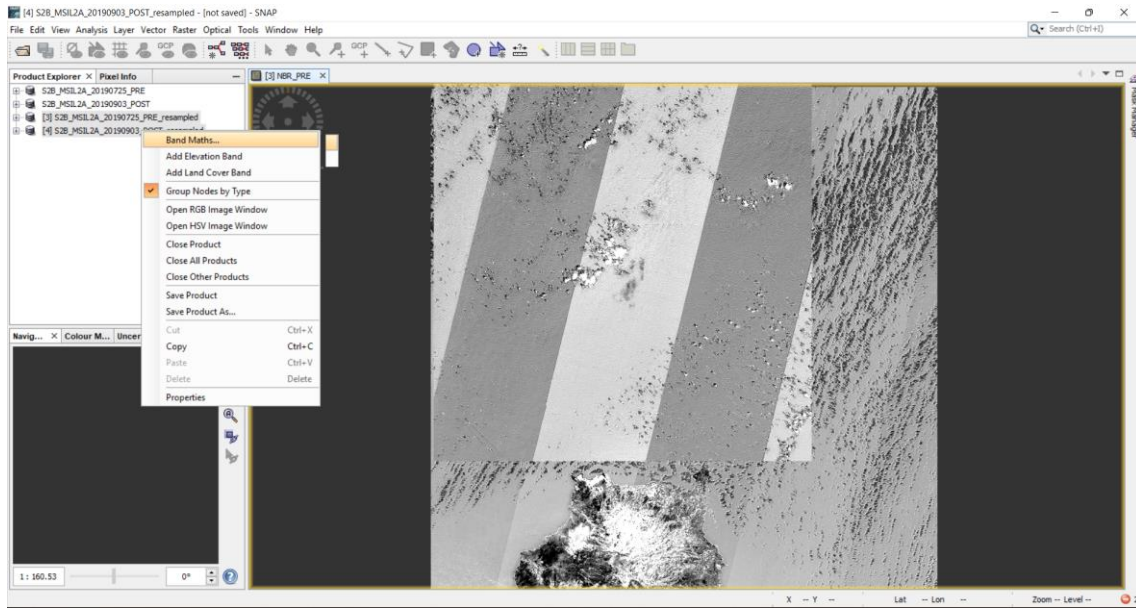 [4] S2B_MSIL2A_20190903_POST_resampled - [not saved] - SNAP
File Edit View Analysis Layer Vector Raster Optical Tools Window Help
Search (Ctrl+I)
GCP GCP
Product Explorer × Pixel Info
[3] NBR_PRE ×
S2B_MSIL2A_20190725_PRE
S2B_MSIL2A_20190903_POST
[3] S2B_MSIL2A_20190725_PRE_resampled
[4] S2B_MSIL2A_20190903_POST_resampled
Mask Manager
Band Maths...
Add Elevation Band
Add Land Cover Band
Group Nodes by Type
Open RGB Image Window
Open HSV Image Window
Close Product
Close All Products
Close Other Products
Save Product
Save Product As...
Cut Ctrl+X
Copy Ctrl+C
Paste Ctrl+V
Delete Delete
Properties
Navig... × Colour M... Uncer
1 : 160.53
0°
X -- Y -- Lat -- Lon -- Zoom -- Level --